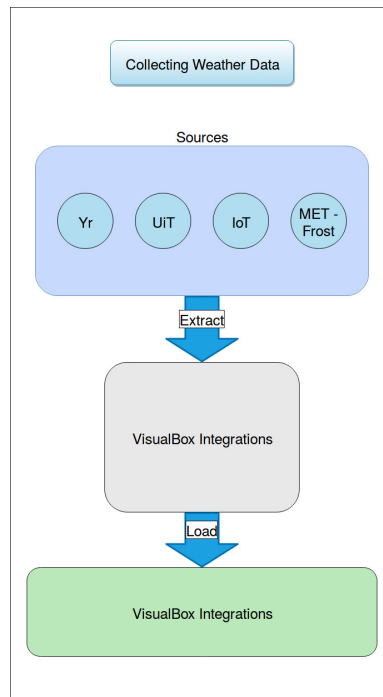 Collecting Weather Data
Sources
Yr
UiT
IoT
MET -
Frost
Extract
VisualBox Integrations
Load
VisualBox Integrations